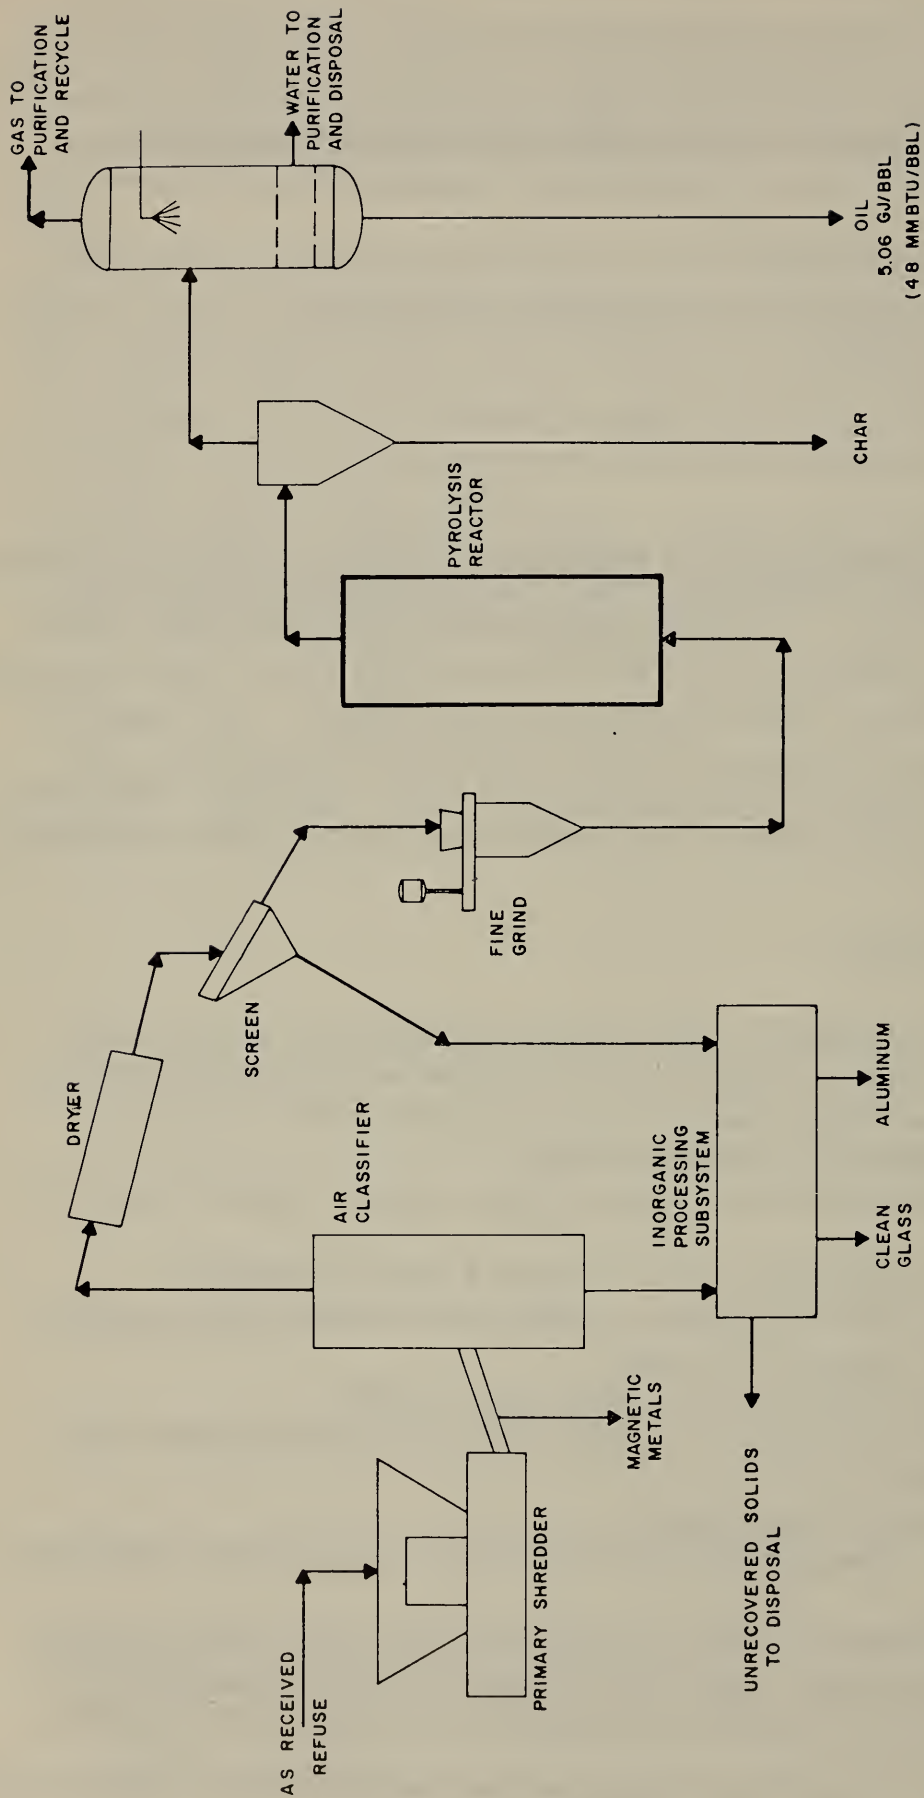 AS RECEIVED
REFUSE
PRIMARY SHREDDER
MAGNETIC
METALS
UNRECOVERED SOLIDS
TO DISPOSAL
AIR
CLASSIFIER
INORGANIC
PROCESSING
SUBSYSTEM
CLEAN
GLASS
ALUMINUM
DRYER
SCREEN
FINE
GRIND
PYROLYSIS
REACTOR
CHAR
GAS TO
PURIFICATION
AND RECYCLE
WATER TO
PURIFICATION
AND DISPOSAL
OIL
5.06 GJ/BBL
(4 8 MMBTU/BBL)